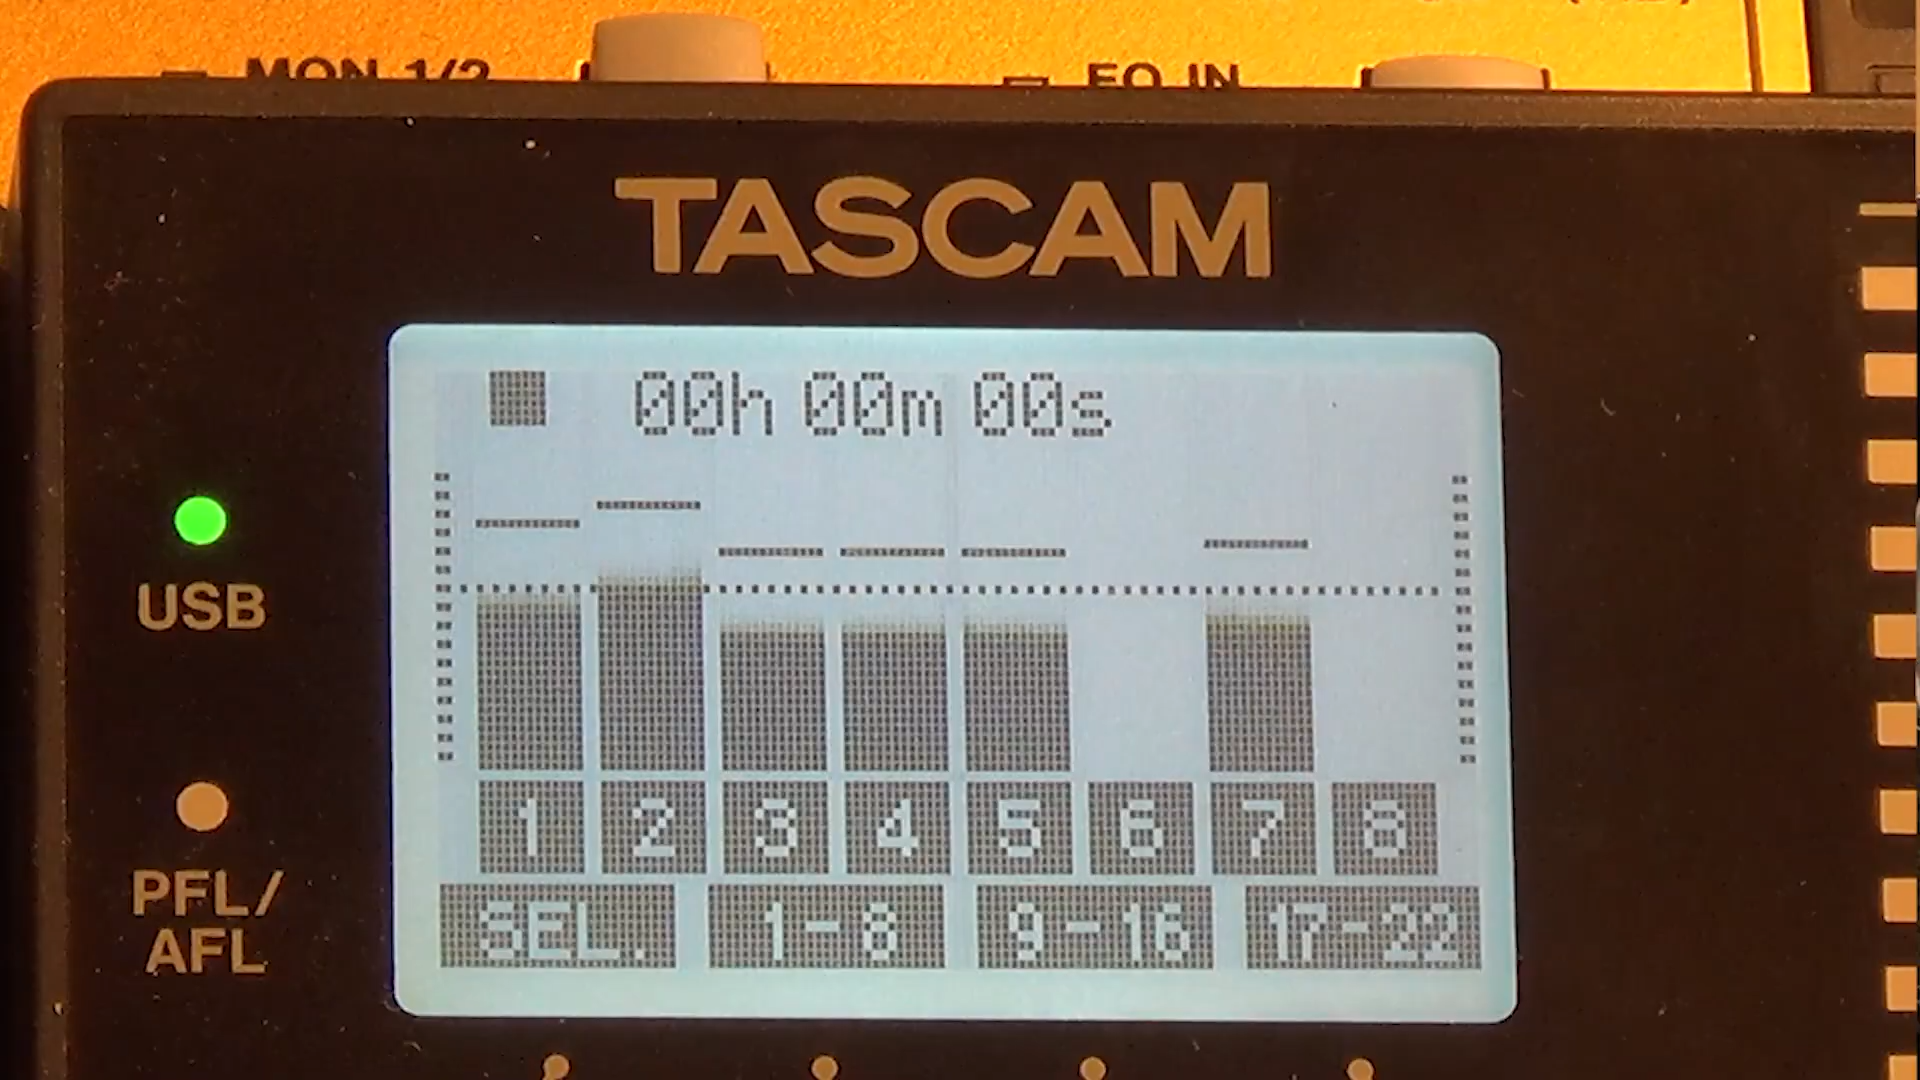 MON 1/2 EQ IN
TASCAM
00h 00m 00s
USB
1 2 3 4 5 6 7 8
PFL/
AFL
SEL. 1-8 9-16 17-22